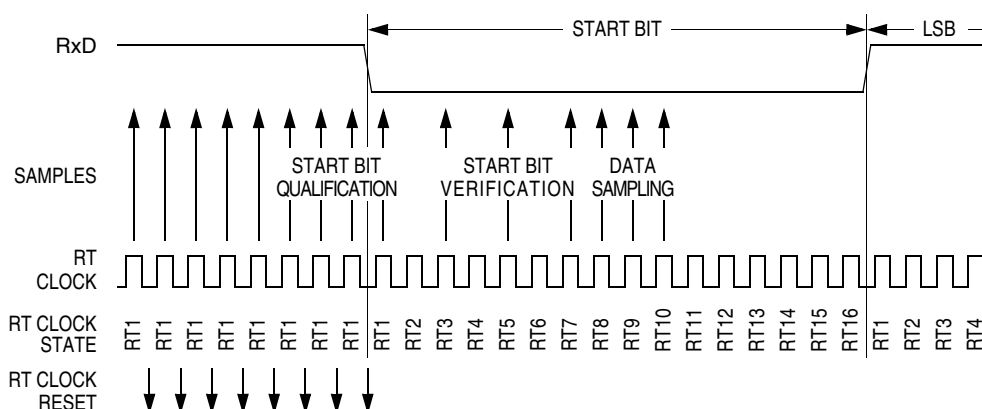 START BIT
LSB
RxD
SAMPLES
START BIT
QUALIFICATION
START BIT
VERIFICATION
DATA
SAMPLING
RT
CLOCK
RT CLOCK
STATE
RT1 RT1 RT1 RT1 RT1 RT1 RT1 RT1 RT1 RT2 RT3 RT4 RT5 RT6 RT7 RT8 RT9 RT10 RT11 RT12 RT13 RT14 RT15 RT16 RT1 RT2 RT3 RT4
RT CLOCK
RESET